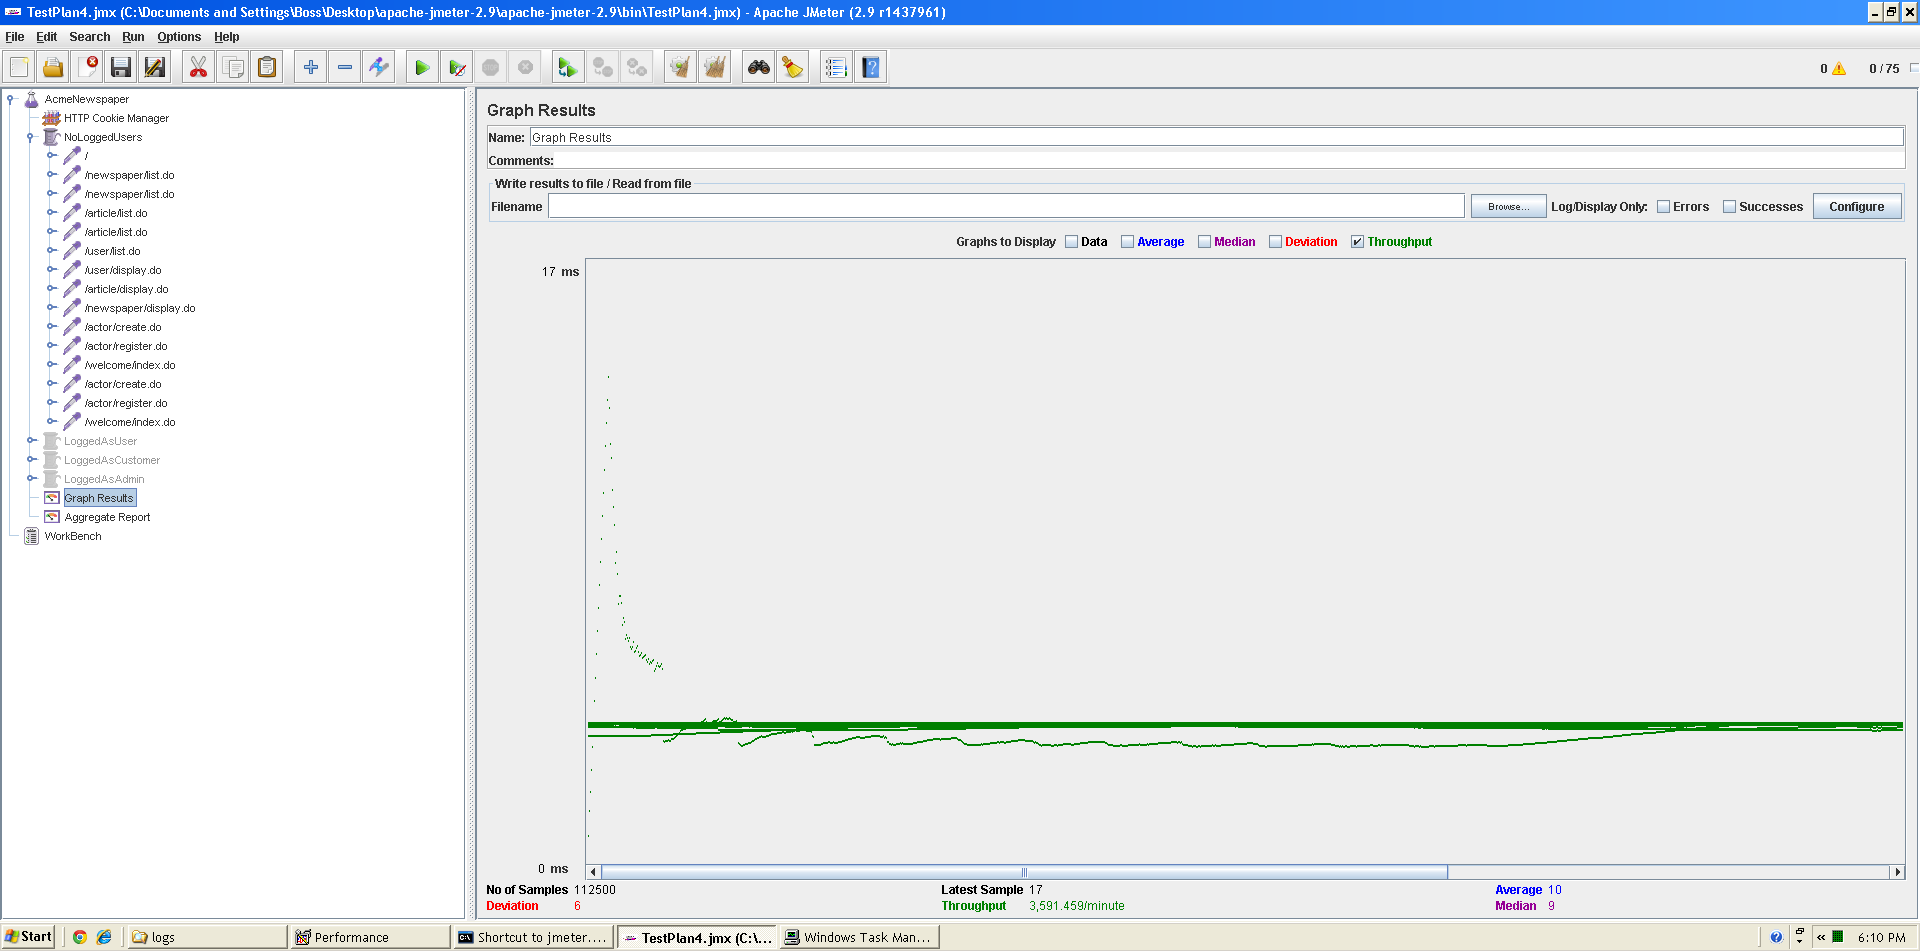 TestPlan4.jmx (C:\Documents and Settings\Boss\Desktop\apache-jmeter-2.9\apache-jmeter-2.9\bin\TestPlan4.jmx) - Apache JMeter (2.9 r1437961)
File Edit Search Run Options Help
0 0 / 75
AcmeNewspaper
HTTP Cookie Manager
NoLoggedUsers
/
/newspaper/list.do
/newspaper/list.do
/article/list.do
/article/list.do
/user/list.do
/user/display.do
/article/display.do
/newspaper/display.do
/actor/create.do
/actor/register.do
/welcome/index.do
/actor/create.do
/actor/register.do
/welcome/index.do
LoggedAsUser
LoggedAsCustomer
LoggedAsAdmin
Graph Results
Aggregate Report
WorkBench
Graph Results
Name: Graph Results
Comments:
Write results to file / Read from file
Filename Browse... Log/Display Only: Errors Successes Configure
Graphs to Display Data Average Median Deviation Throughput
17 ms
0 ms
No of Samples 112500 Latest Sample 17 Average 10
Deviation 6 Throughput 3,591.459/minute Median 9
Start logs Performance Shortcut to jmeter.... TestPlan4.jmx (C:\... Windows Task Man... « 6:10 PM